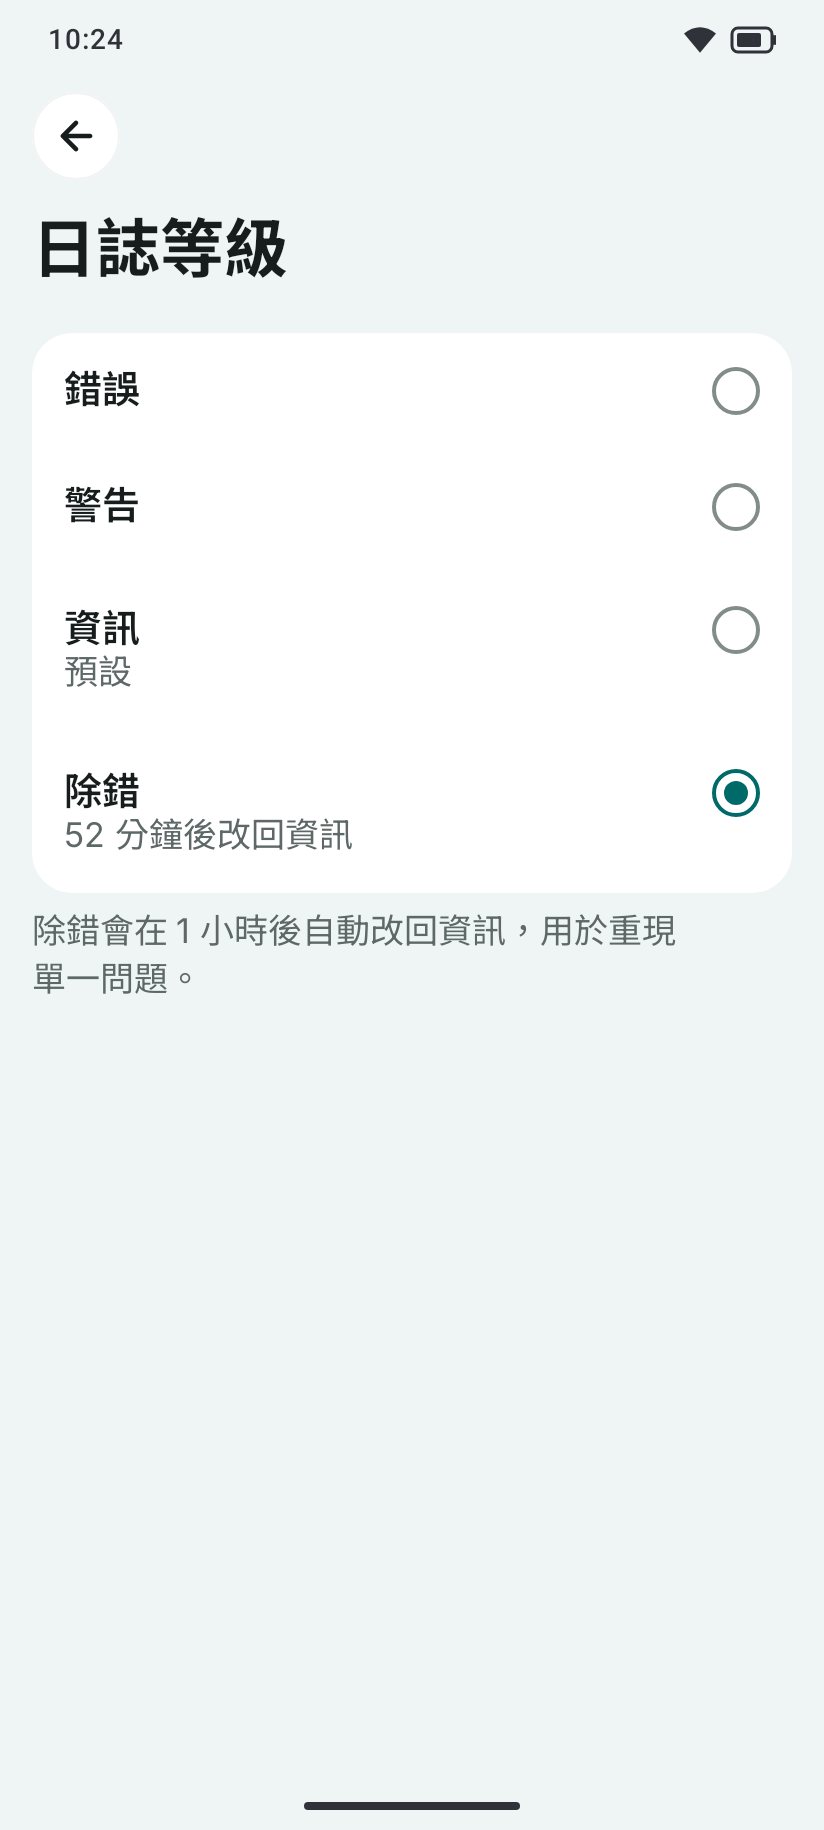 10:24
日誌等級
錯誤
警告
資訊
預設
除錯
52 分鐘後改回資訊
除錯會在 1 小時後自動改回資訊，用於重現
單一問題。